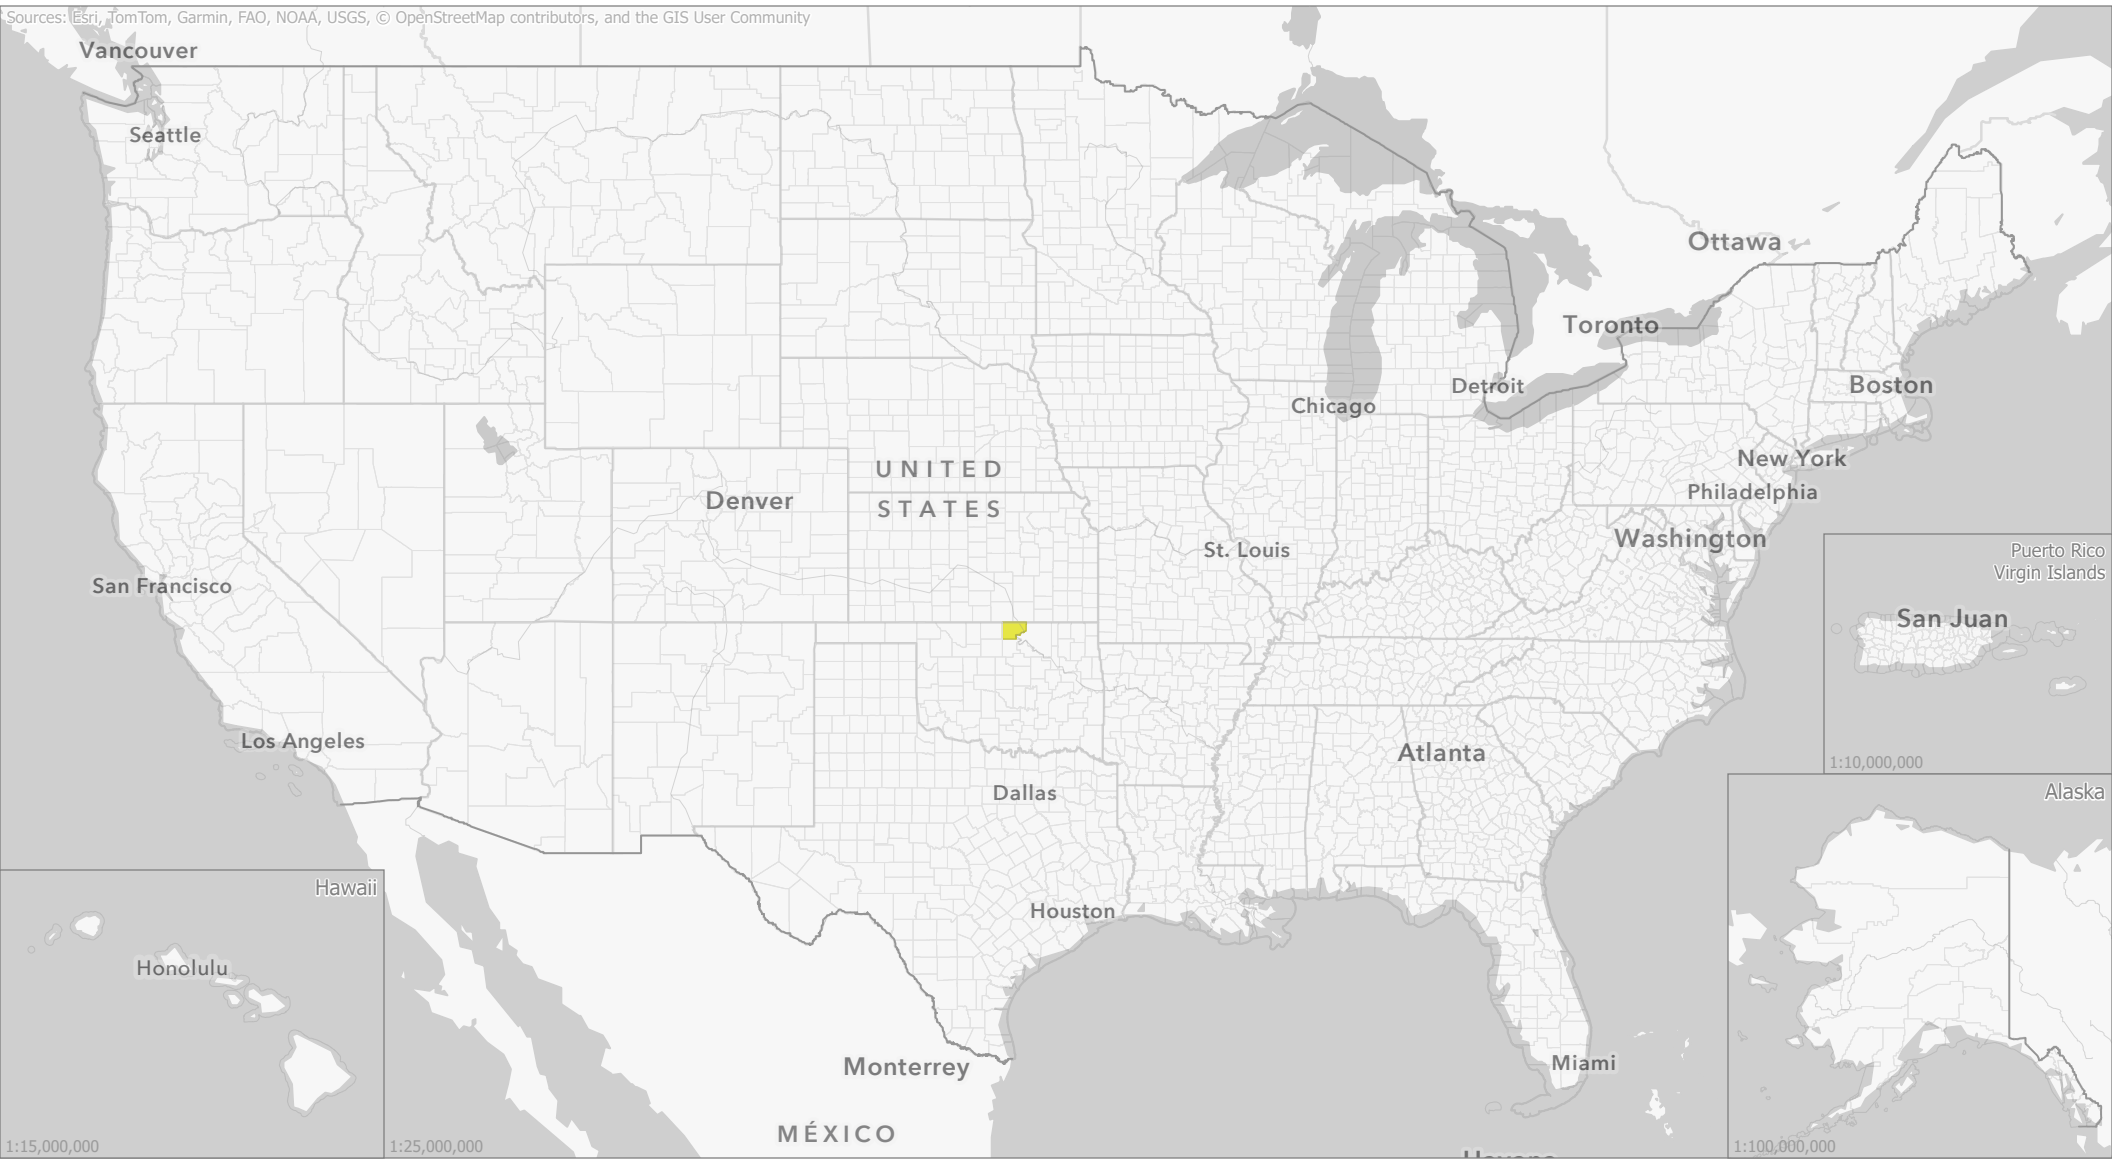 Sources: Esri, TomTom, Garmin, FAO, NOAA, USGS, © OpenStreetMap contributors, and the GIS User Community
Vancouver
Seattle
Ottawa
Toronto
Detroit
Boston
Chicago
New York
UNITED
Denver
Philadelphia
STATES
Washington
St. Louis
Puerto Rico
Virgin Islands
San Francisco
San Juan
Los Angeles
Atlanta
1:10,000,000
Dallas
Alaska
Hawaii
Houston
Honolulu
Miami
Monterrey
MÉXICO
1:15,000,000
1:25,000,000
1:100,000,000